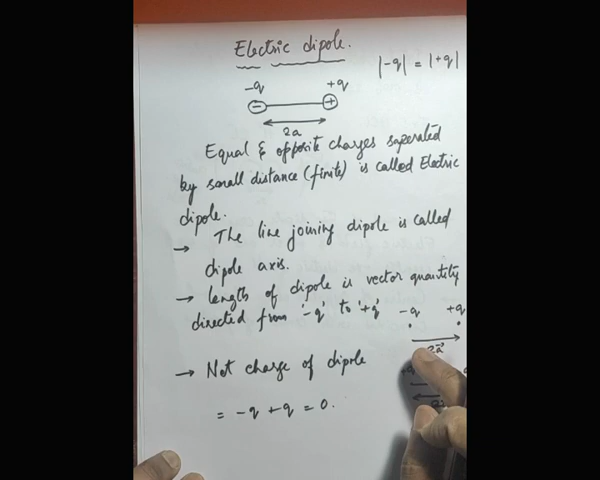 Electric dipole.
|-q| = |+q|
-q +q
- +
2a
Equal & opposite charges seperated
by small distance (finite) is called Electric
dipole.
→ The line joining dipole is called
dipole axis.
→ length of dipole is vector quantity
directed from '-q' to '+q'
-q +q
2a⃗
→ Net charge of dipole
= -q + q = 0.